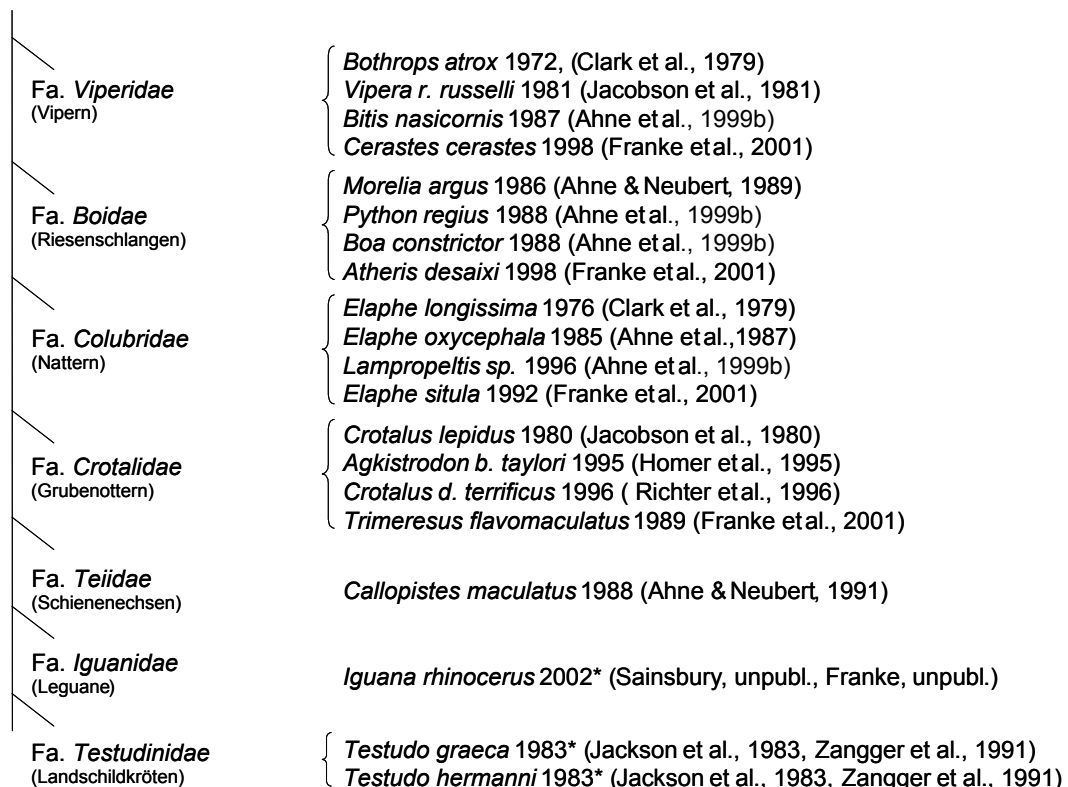 Bothrops atrox 1972, (Clark et al., 1979)
Fa. Viperidae
Vipera r. russelli 1981 (Jacobson et al., 1981)
(Vipern)
Bitis nasicornis 1987 (Ahne et al., 1999b)
Cerastes cerastes 1998 (Franke et al., 2001)
Morelia argus 1986 (Ahne & Neubert, 1989)
Fa. Boidae
Python regius 1988 (Ahne et al., 1999b)
(Riesenschlangen)
Boa constrictor 1988 (Ahne et al., 1999b)
Atheris desaixi 1998 (Franke et al., 2001)
Elaphe longissima 1976 (Clark et al., 1979)
Fa. Colubridae
Elaphe oxycephala 1985 (Ahne et al.,1987)
(Nattern)
Lampropeltis sp. 1996 (Ahne et al., 1999b)
Elaphe situla 1992 (Franke et al., 2001)
Crotalus lepidus 1980 (Jacobson et al., 1980)
Fa. Crotalidae
Agkistrodon b. taylori 1995 (Homer et al., 1995)
(Grubenottern)
Crotalus d. terrificus 1996 ( Richter et al., 1996)
Trimeresus flavomaculatus 1989 (Franke et al., 2001)
Fa. Teiidae
(Schienenechsen)
Callopistes maculatus 1988 (Ahne & Neubert, 1991)
Fa. Iguanidae
(Leguane)
Iguana rhinocerus 2002* (Sainsbury, unpubl., Franke, unpubl.)
Fa. Testudinidae
Testudo graeca 1983* (Jackson et al., 1983, Zangger et al., 1991)
(Landschildkröten)
Testudo hermanni 1983* (Jackson et al., 1983, Zangger et al., 1991)